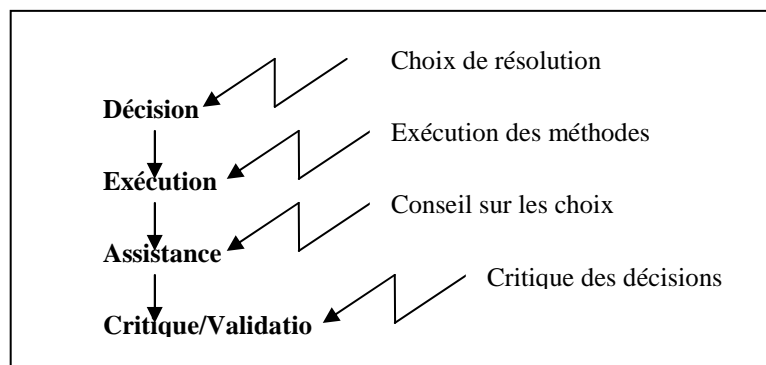 Choix de résolution
Décision
Exécution des méthodes
Exécution
Conseil sur les choix
Assistance
Critique des décisions
Critique/Validatio